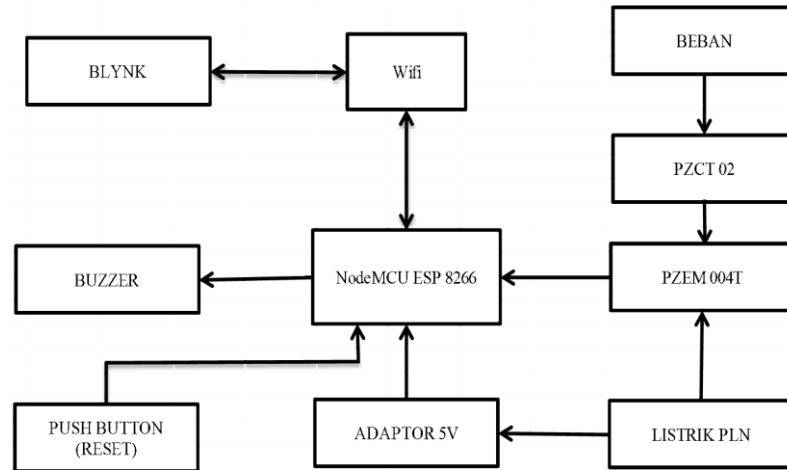 BEBAN
BLYNK
Wifi
PZCT 02
BUZZER
NodeMCU ESP 8266
PZEM 004T
PUSH BUTTON
(RESET)
ADAPTOR 5V
LISTRIK PLN